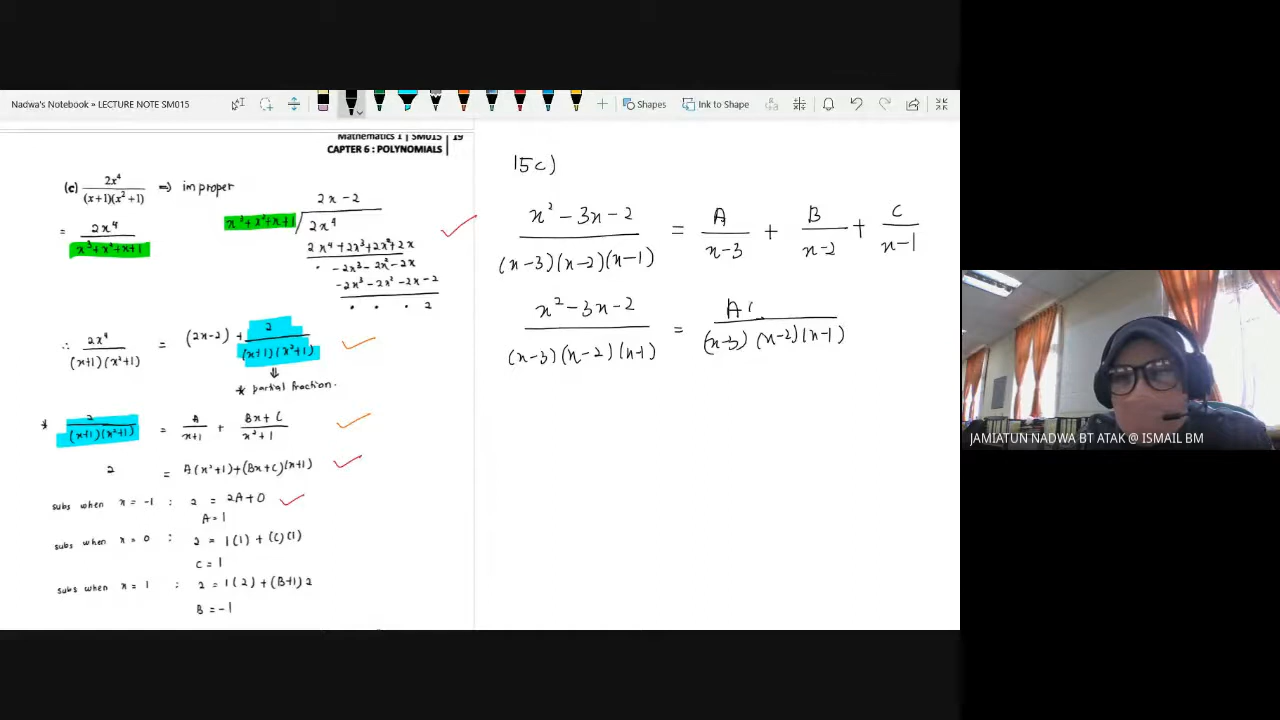 Nadwa's Notebook » LECTURE NOTE SM015
Shapes
Ink to Shape
Mathematics 1 | SM015 | 19
CAPTER 6 : POLYNOMIALS
(c) 2x⁴ / (x+1)(x²+1) ⇒ improper
= 2x⁴ / x³+x²+x+1
2x - 2
x³+x²+x+1 | 2x⁴
2x⁴+2x³+2x²+2x
-2x³-2x²-2x
-2x³-2x²-2x-2
. . . 2
∴ 2x⁴ / (x+1)(x²+1) = (2x-2) + 2 / (x+1)(x²+1)
⇓
* partial fraction.
* 2 / (x+1)(x²+1) = A / x+1 + Bx+C / x²+1
2 = A(x²+1)+(Bx+C)(x+1)
subs when x = -1 : 2 = 2A+0
A=1
subs when x = 0 : 2 = 1(1) + (C)(1)
C = 1
subs when x = 1 : 2 = 1(2) + (B+1)2
B = -1
15c)
x²-3x-2 / (x-3)(x-2)(x-1) = A / x-3 + B / x-2 + C / x-1
x²-3x-2 / (x-3)(x-2)(x-1) = A( / (x-3)(x-2)(x-1)
JAMIATUN NADWA BT ATAK @ ISMAIL BM